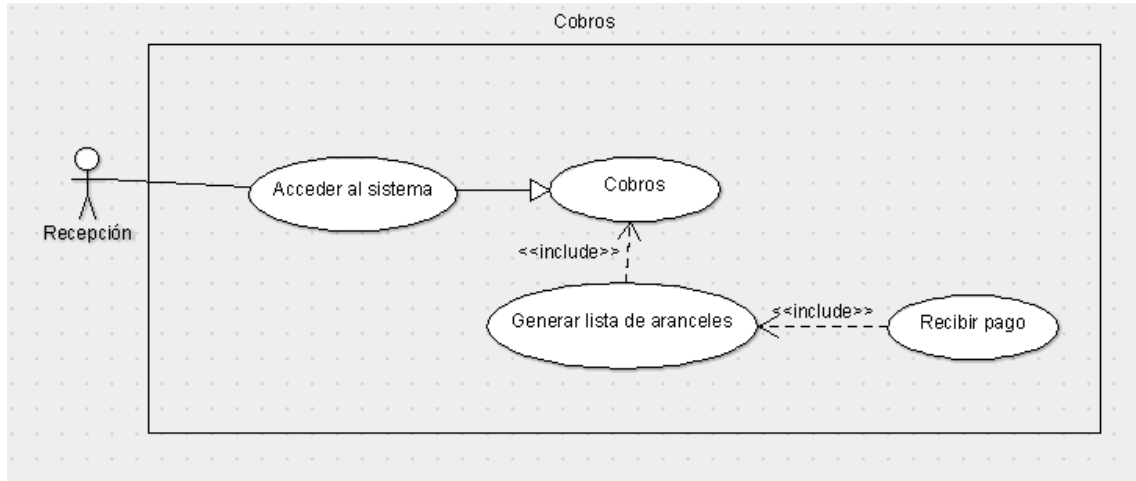 Cobros
Acceder al sistema
Cobros
Recepción
<<include>>
Generar lista de aranceles
<<include>>
Recibir pago